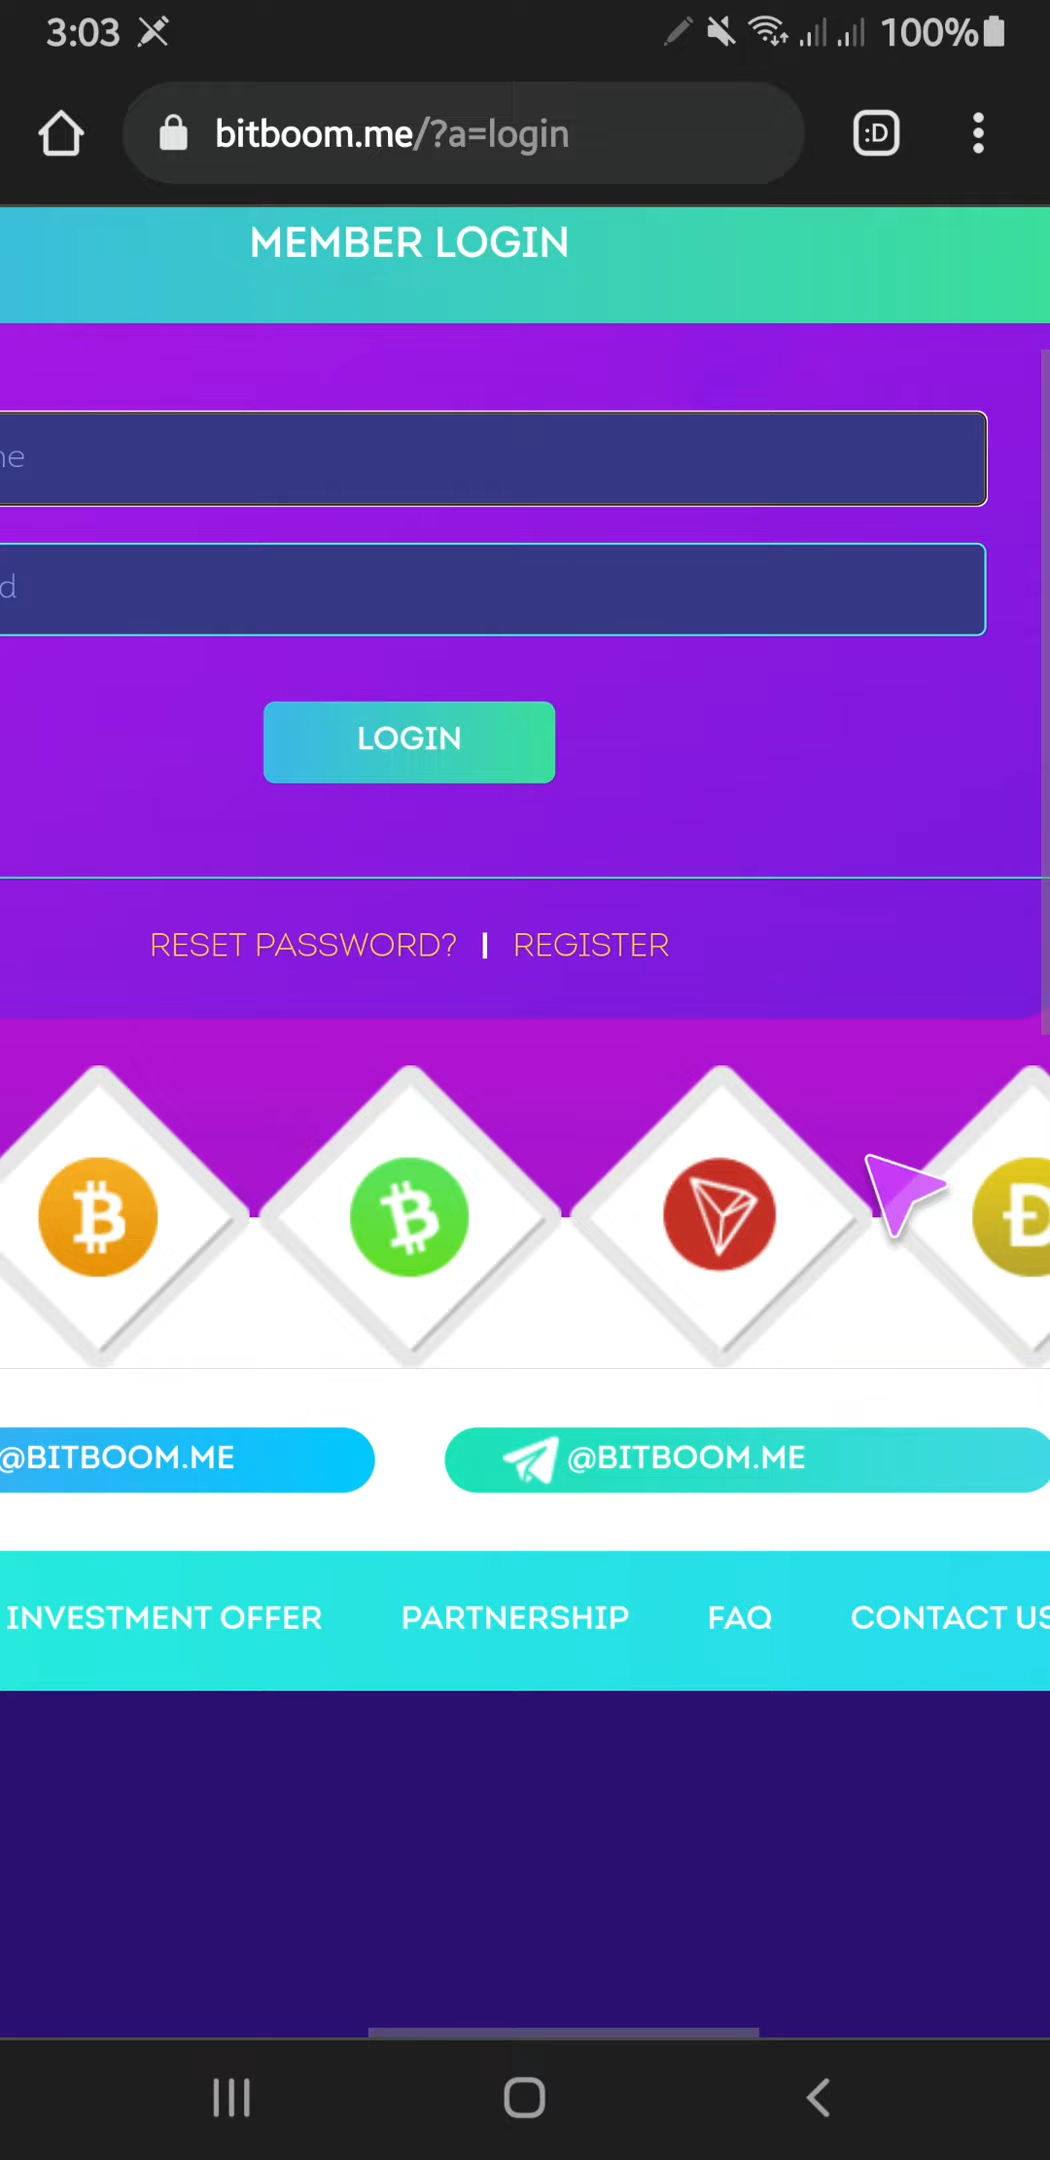 3:03 100%
bitboom.me/?a=login :D
MEMBER LOGIN
ne
d
LOGIN
RESET PASSWORD? | REGISTER
@BITBOOM.ME @BITBOOM.ME
INVESTMENT OFFER PARTNERSHIP FAQ CONTACT US